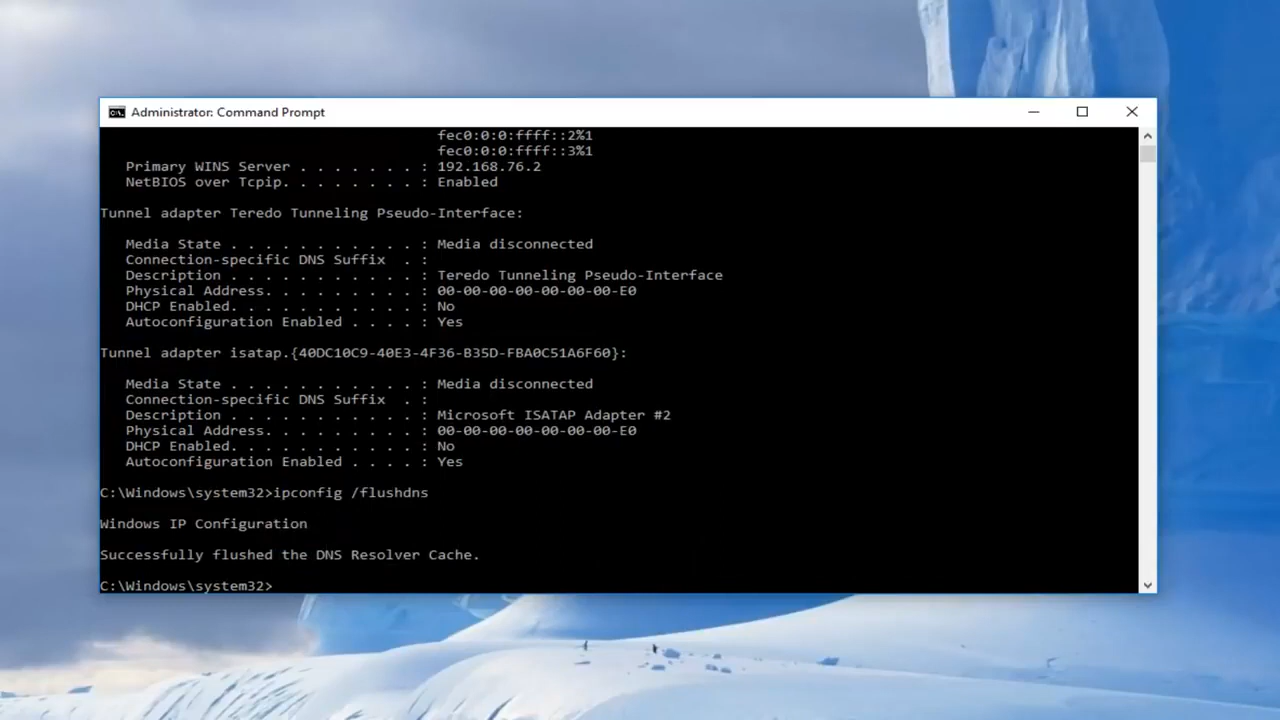 Administrator: Command Prompt
fec0:0:0:ffff::2%1
fec0:0:0:ffff::3%1
Primary WINS Server . . . . . . . : 192.168.76.2
NetBIOS over Tcpip. . . . . . . . : Enabled
Tunnel adapter Teredo Tunneling Pseudo-Interface:
Media State . . . . . . . . . . . : Media disconnected
Connection-specific DNS Suffix  . :
Description . . . . . . . . . . . : Teredo Tunneling Pseudo-Interface
Physical Address. . . . . . . . . : 00-00-00-00-00-00-00-E0
DHCP Enabled. . . . . . . . . . . : No
Autoconfiguration Enabled . . . . : Yes
Tunnel adapter isatap.{40DC10C9-40E3-4F36-B35D-FBA0C51A6F60}:
Media State . . . . . . . . . . . : Media disconnected
Connection-specific DNS Suffix  . :
Description . . . . . . . . . . . : Microsoft ISATAP Adapter #2
Physical Address. . . . . . . . . : 00-00-00-00-00-00-00-E0
DHCP Enabled. . . . . . . . . . . : No
Autoconfiguration Enabled . . . . : Yes
C:\Windows\system32>ipconfig /flushdns
Windows IP Configuration
Successfully flushed the DNS Resolver Cache.
C:\Windows\system32>